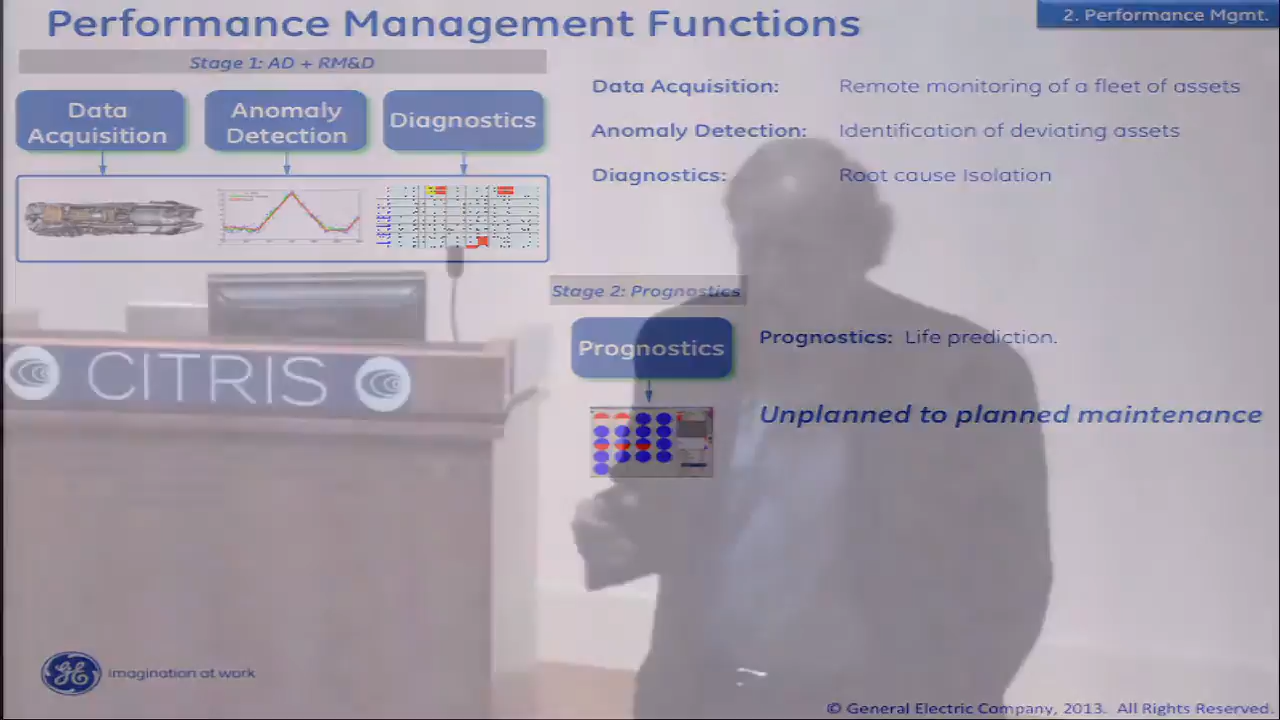 Performance Management Functions
2. Performance Mgmt.
Stage 1: AD + RM&D
Data
Acquisition
Anomaly
Detection
Diagnostics
Data Acquisition: Remote monitoring of a fleet of assets
Anomaly Detection: Identification of deviating assets
Diagnostics: Root cause Isolation
Stage 2: Prognostics
Prognostics
Prognostics: Life prediction.
Unplanned to planned maintenance
CITRIS
GE
imagination at work
© General Electric Company, 2013. All Rights Reserved.